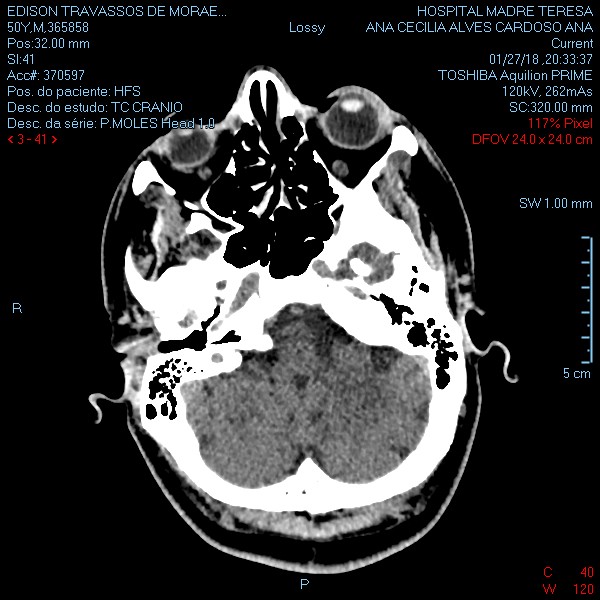 EDISON TRAVASSOS DE MORAE...
50Y,M,365858
Pos:32.00 mm
SI:41
Acc#: 370597
Pos. do paciente: HFS
Desc. do estudo: TC CRANIO
Desc. da série: P.MOLES Head 1.0
< 3 - 41 >
Lossy
HOSPITAL MADRE TERESA
ANA CECILIA ALVES CARDOSO ANA
Current
01/27/18 ,20:33:37
TOSHIBA Aquilion PRIME
120kV, 262mAs
SC:320.00 mm
117% Pixel
DFOV 24.0 x 24.0 cm
SW 1.00 mm
R
5 cm
P
C 40
W 120